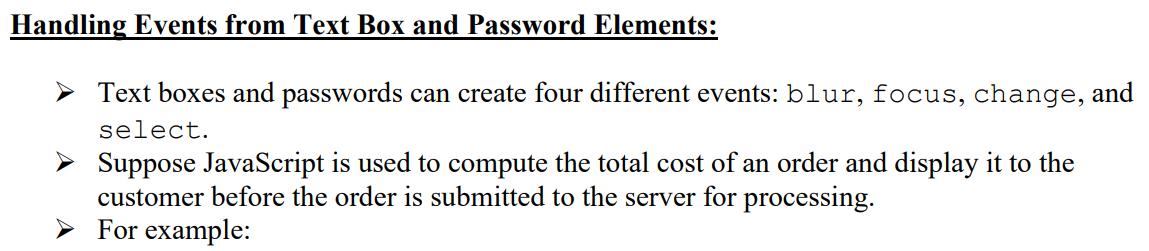 Handling Events from Text Box and Password Elements:
➢ Text boxes and passwords can create four different events: blur, focus, change, and
select.
➢ Suppose JavaScript is used to compute the total cost of an order and display it to the
customer before the order is submitted to the server for processing.
➢ For example: